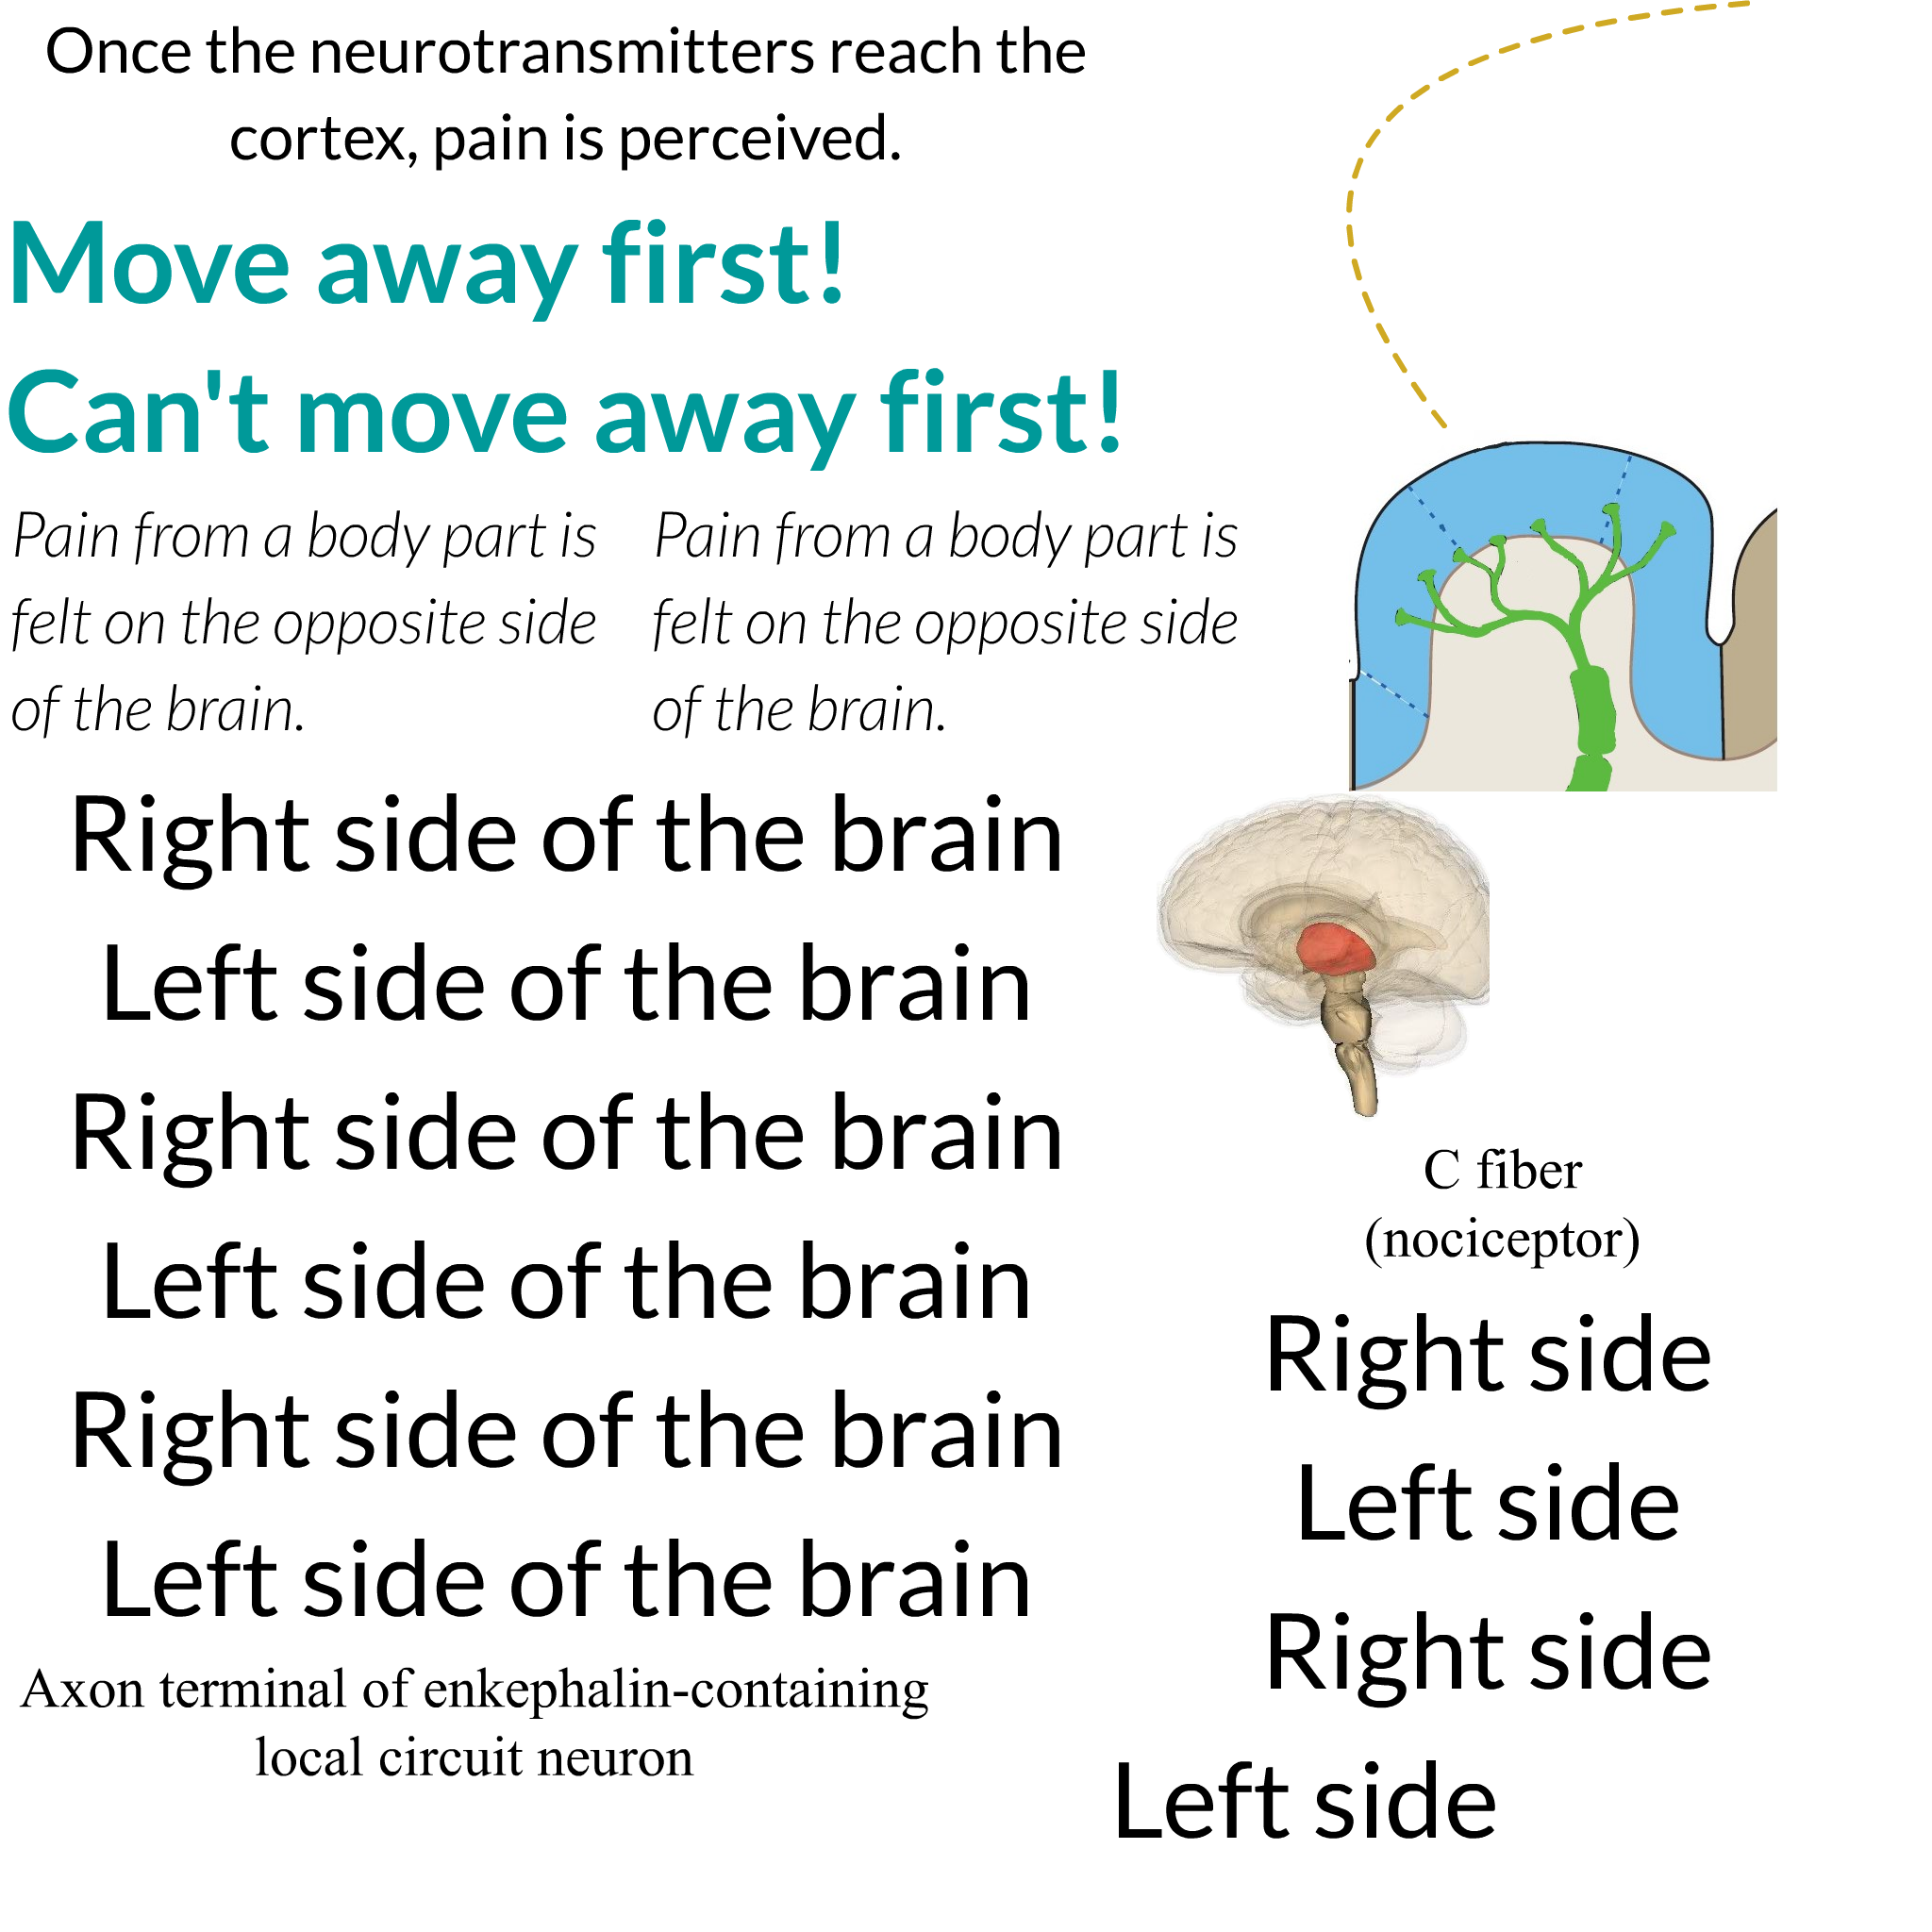 Once the neurotransmitters reach the
cortex, pain is perceived.
Move away first!
Can't move away first!
Pain from a body part is
felt on the opposite side
of the brain.
Pain from a body part is
felt on the opposite side
of the brain.
Right side of the brain
Left side of the brain
Right side of the brain
Left side of the brain
Right side of the brain
Left side of the brain
Axon terminal of enkephalin-containing
local circuit neuron
C fiber
(nociceptor)
Right side
Left side
Right side
Left side